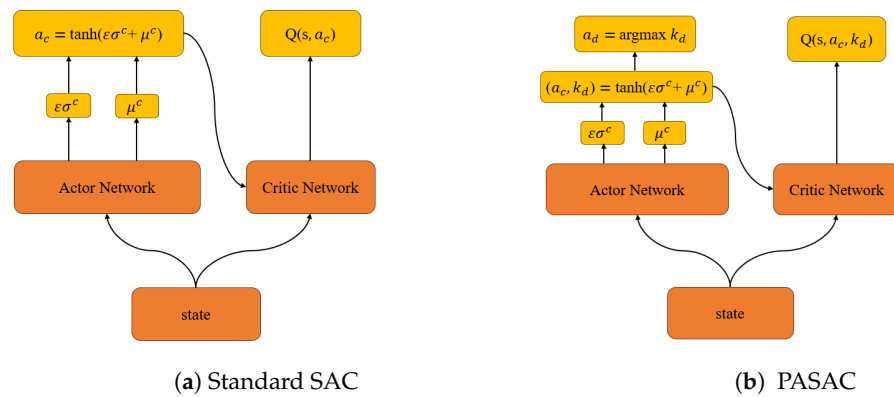 a_c = tanh(εσ^c + μ^c)
Q(s, a_c)
εσ^c
μ^c
Actor Network
Critic Network
state
(a) Standard SAC
a_d = argmax k_d
Q(s, a_c, k_d)
(a_c, k_d) = tanh(εσ^c + μ^c)
εσ^c
μ^c
Actor Network
Critic Network
state
(b) PASAC